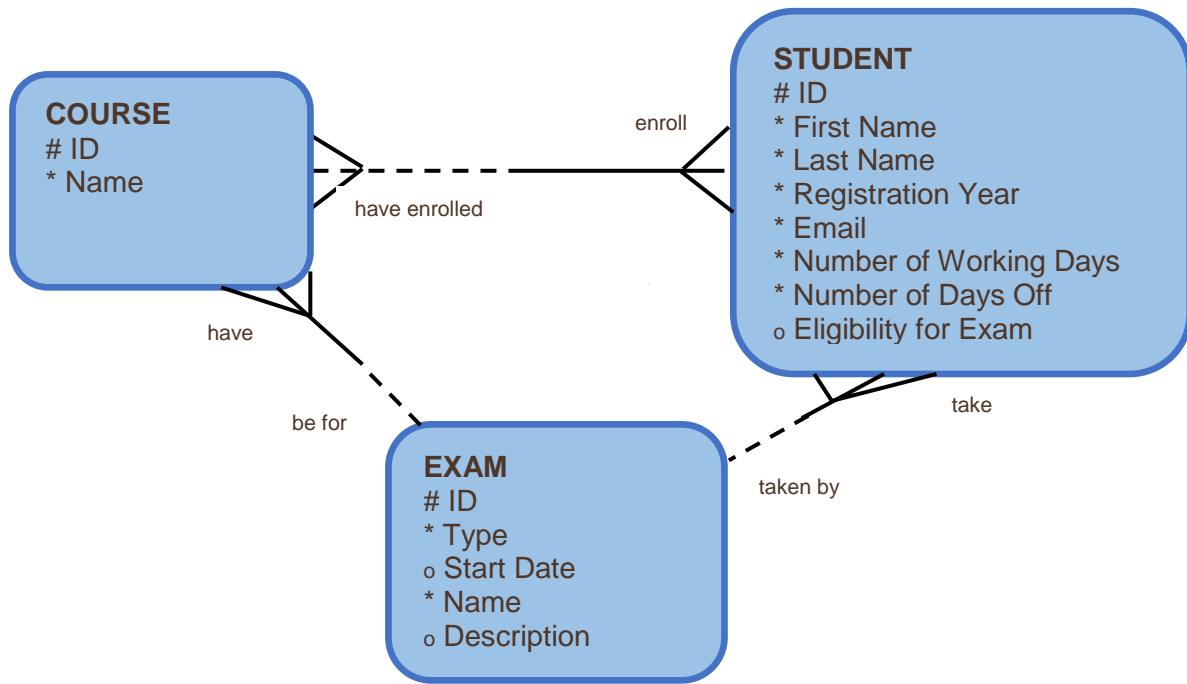 COURSE
# ID
* Name
STUDENT
# ID
* First Name
* Last Name
* Registration Year
* Email
* Number of Working Days
* Number of Days Off
o Eligibility for Exam
enroll
have enrolled
have
be for
take
taken by
EXAM
# ID
* Type
o Start Date
* Name
o Description